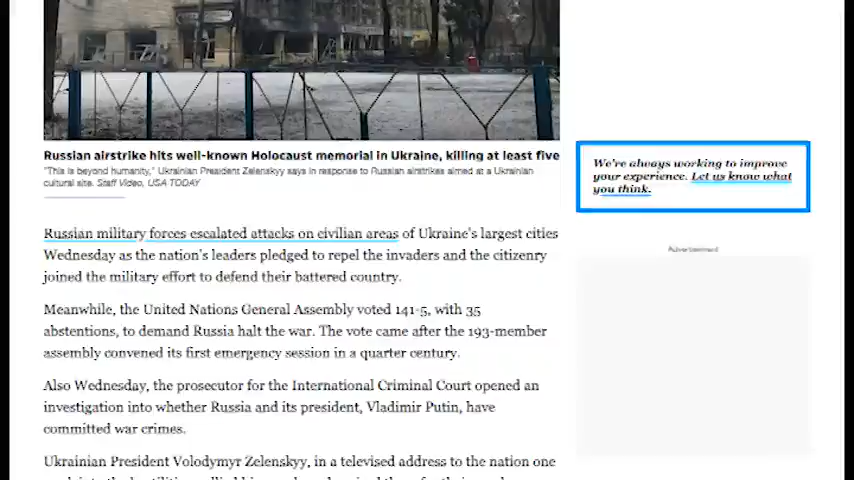 Russian airstrike hits well-known Holocaust memorial in Ukraine, killing at least five
"This is beyond humanity," Ukrainian President Zelenskyy says in response to Russian airstrikes aimed at a Ukrainian
cultural site. Staff Video, USA TODAY
Russian military forces escalated attacks on civilian areas of Ukraine's largest cities
Wednesday as the nation's leaders pledged to repel the invaders and the citizenry
joined the military effort to defend their battered country.
Meanwhile, the United Nations General Assembly voted 141-5, with 35
abstentions, to demand Russia halt the war. The vote came after the 193-member
assembly convened its first emergency session in a quarter century.
Also Wednesday, the prosecutor for the International Criminal Court opened an
investigation into whether Russia and its president, Vladimir Putin, have
committed war crimes.
Ukrainian President Volodymyr Zelenskyy, in a televised address to the nation one
We're always working to improve
your experience. Let us know what
you think.
Advertisement